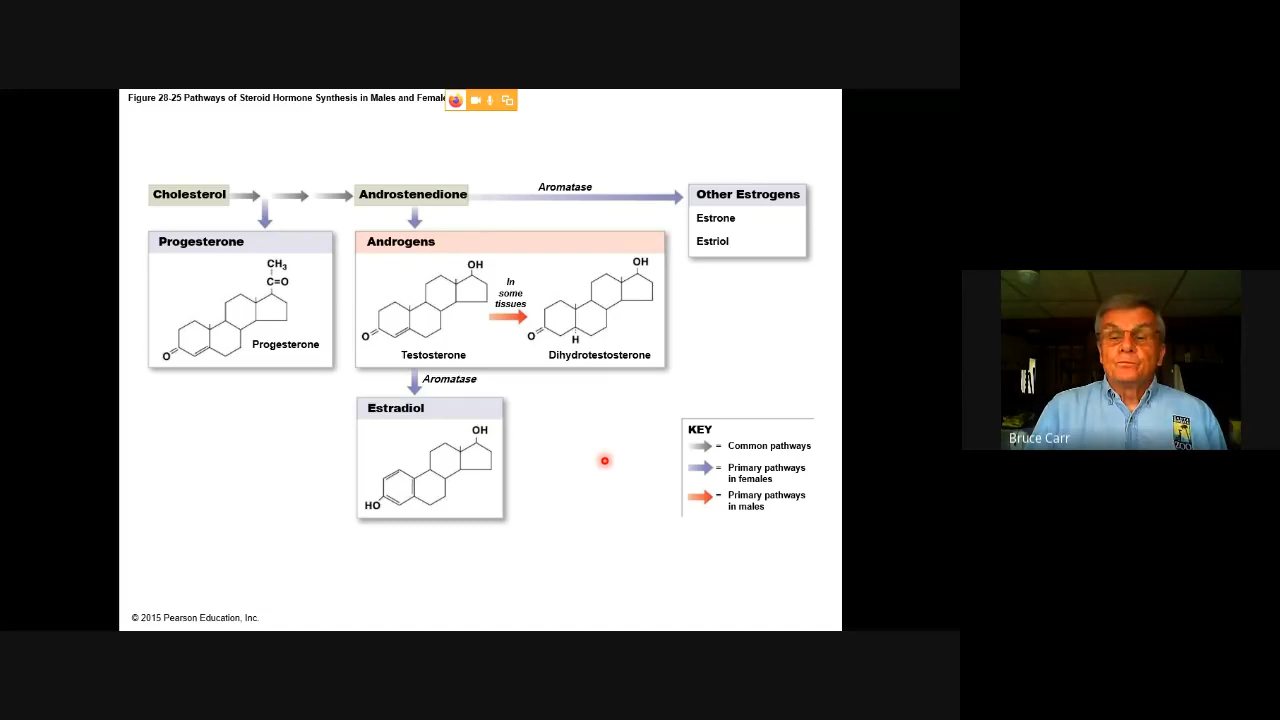 Figure 28-25 Pathways of Steroid Hormone Synthesis in Males and
Cholesterol
Androstenedione
Aromatase
Other Estrogens
Estrone
Estriol
Progesterone
CH3
C=O
O
Progesterone
Androgens
OH
O
Testosterone
In
some
tissues
OH
O
H
Dihydrotestosterone
Aromatase
Estradiol
OH
HO
KEY
= Common pathways
= Primary pathways
in females
= Primary pathways
in males
© 2015 Pearson Education, Inc.
Bruce Carr
ZOO